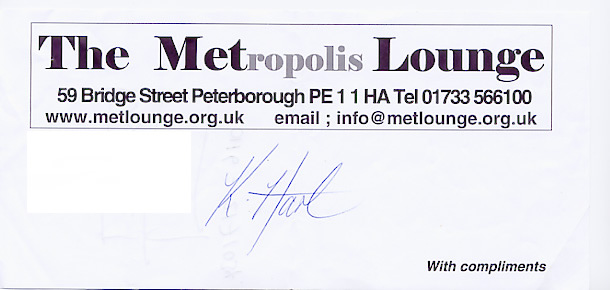 The Metropolis Lounge
59 Bridge Street Peterborough PE 1 1 HA Tel 01733 566100
www.metlounge.org.uk email ; info@metlounge.org.uk
K. Harl
With compliments